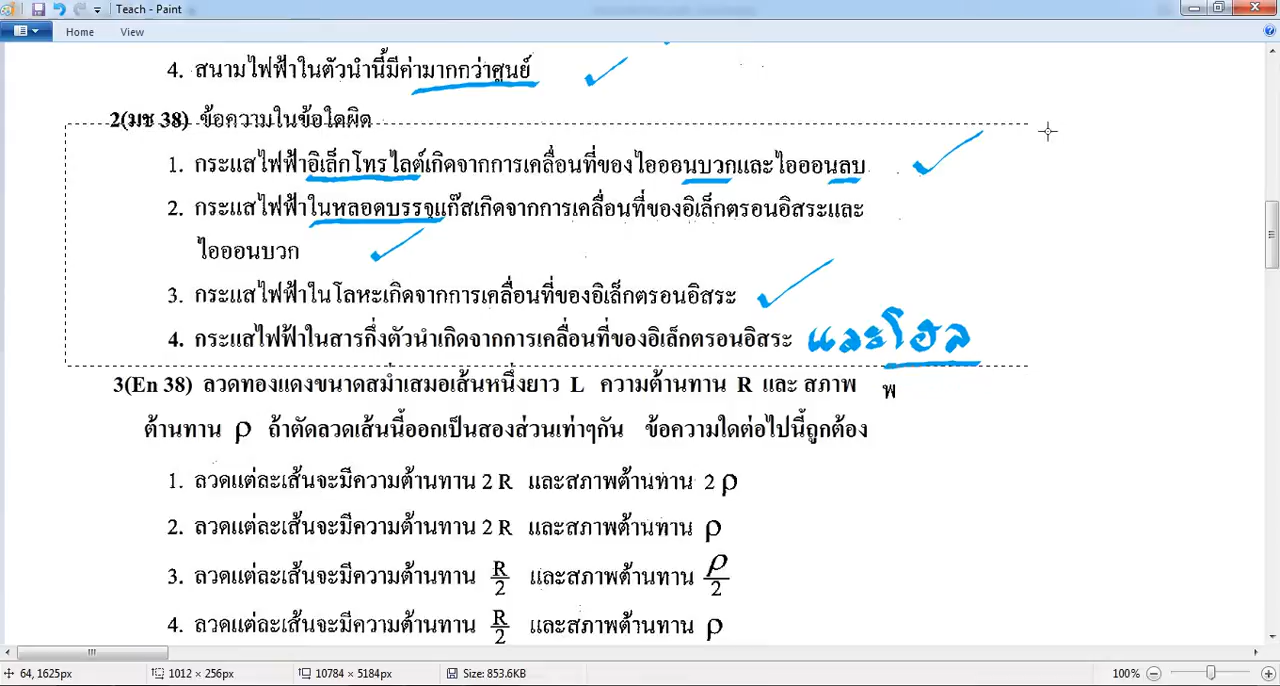 Teach - Paint
Home View
4. สนามไฟฟ้าในตัวนำนี้มีค่ามากกว่าศูนย์
2(มช 38) ข้อความในข้อใดผิด
1. กระแสไฟฟ้าอิเล็กโทรไลต์เกิดจากการเคลื่อนที่ของไอออนบวกและไอออนลบ
2. กระแสไฟฟ้าในหลอดบรรจุแก๊สเกิดจากการเคลื่อนที่ของอิเล็กตรอนอิสระและ
ไอออนบวก
3. กระแสไฟฟ้าในโลหะเกิดจากการเคลื่อนที่ของอิเล็กตรอนอิสระ
4. กระแสไฟฟ้าในสารกึ่งตัวนำเกิดจากการเคลื่อนที่ของอิเล็กตรอนอิสระ และโฮล
3(En 38) ลวดทองแดงขนาดสม่ำเสมอเส้นหนึ่งยาว L ความต้านทาน R และ สภาพ พ
ต้านทาน ρ ถ้าตัดลวดเส้นนี้ออกเป็นสองส่วนเท่าๆกัน ข้อความใดต่อไปนี้ถูกต้อง
1. ลวดแต่ละเส้นจะมีความต้านทาน 2 R และสภาพต้านทาน 2 ρ
2. ลวดแต่ละเส้นจะมีความต้านทาน 2 R และสภาพต้านทาน ρ
3. ลวดแต่ละเส้นจะมีความต้านทาน R/2 และสภาพต้านทาน ρ/2
4. ลวดแต่ละเส้นจะมีความต้านทาน R/2 และสภาพต้านทาน ρ
64, 1625px 1012 × 256px 10784 × 5184px Size: 853.6KB 100%